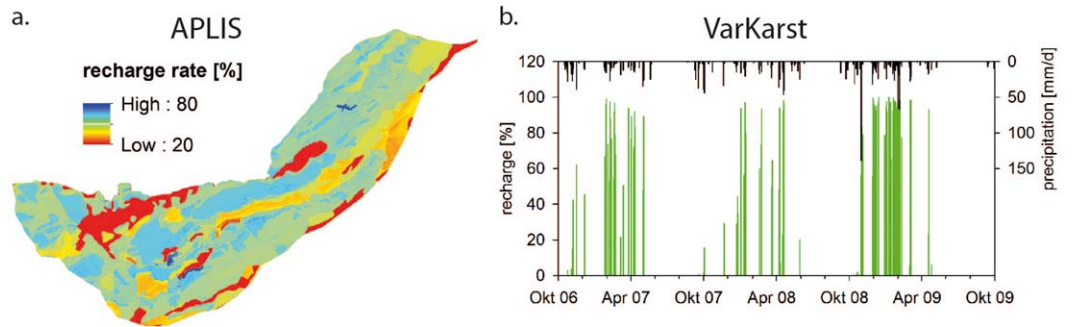 a.
APLIS
recharge rate [%]
High : 80
Low : 20
b.
VarKarst
120
100
80
60
40
20
0
recharge [%]
0
50
100
150
precipitation [mm/d]
Okt 06
Apr 07
Okt 07
Apr 08
Okt 08
Apr 09
Okt 09